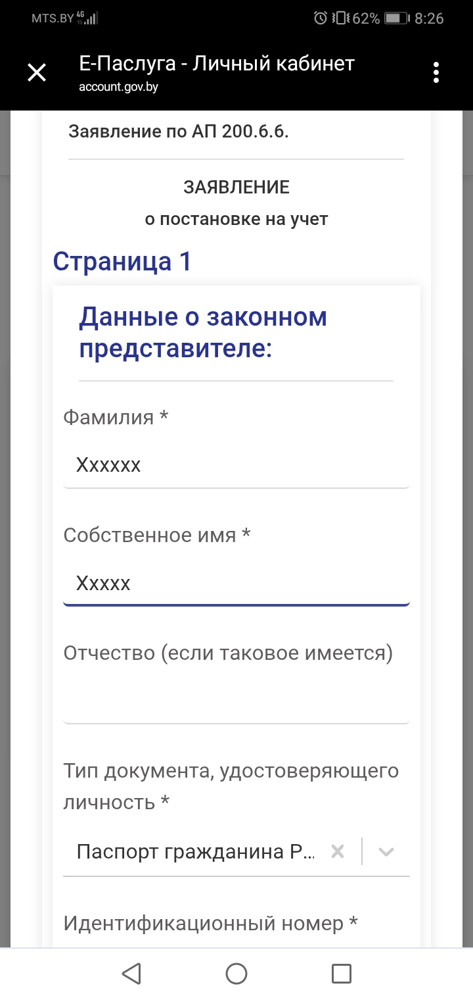 MTS.BY 4G 62% 8:26
Е-Паслуга - Личный кабинет
account.gov.by
Заявление по АП 200.6.6.
ЗАЯВЛЕНИЕ
о постановке на учет
Страница 1
Данные о законном
представителе:
Фамилия *
Хххххх
Собственное имя *
Ххххх
Отчество (если таковое имеется)
Тип документа, удостоверяющего
личность *
Паспорт гражданина Р...
Идентификационный номер *